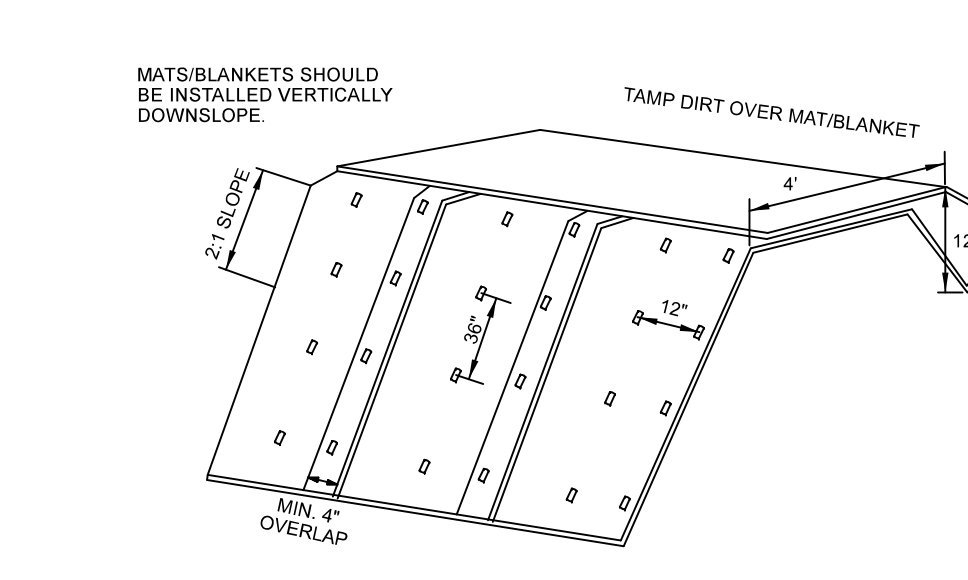 MATS/BLANKETS SHOULD
BE INSTALLED VERTICALLY
DOWNSLOPE.
TAMP DIRT OVER MAT/BLANKET
4'
2:1 SLOPE
12
12"
36"
MIN. 4"
OVERLAP